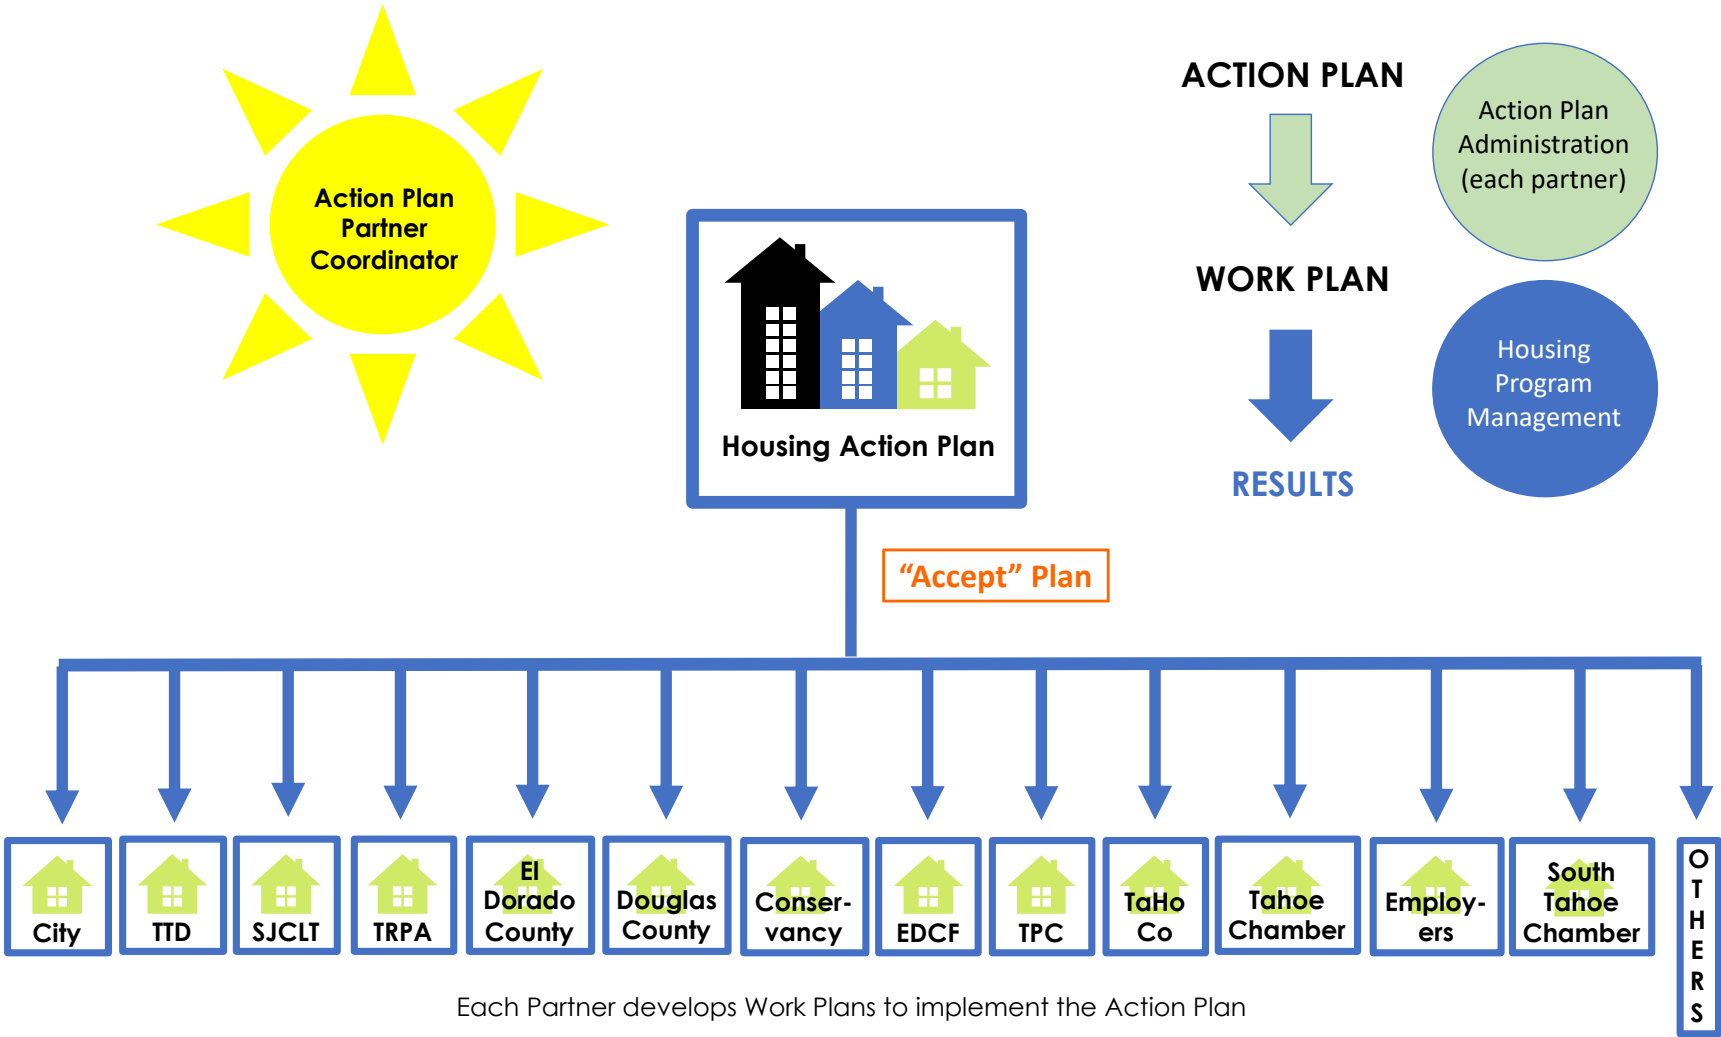 Action Plan
Partner
Coordinator
ACTION PLAN
WORK PLAN
RESULTS
Action Plan
Administration
(each partner)
Housing
Program
Management
Housing Action Plan
“Accept” Plan
City
TTD
SJCLT
TRPA
El
Dorado
County
Douglas
County
Conser-
vancy
EDCF
TPC
TaHo
Co
Tahoe
Chamber
Employ-
ers
South
Tahoe
Chamber
OTHERS
Each Partner develops Work Plans to implement the Action Plan